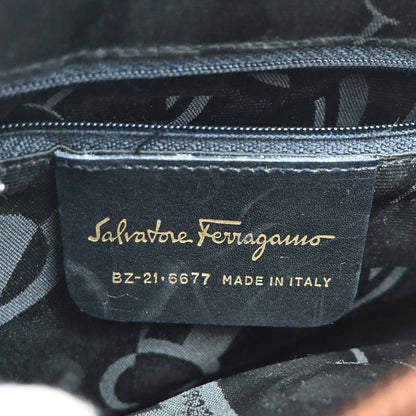 Salvatore Ferragamo
BZ-21·6677 MADE IN ITALY